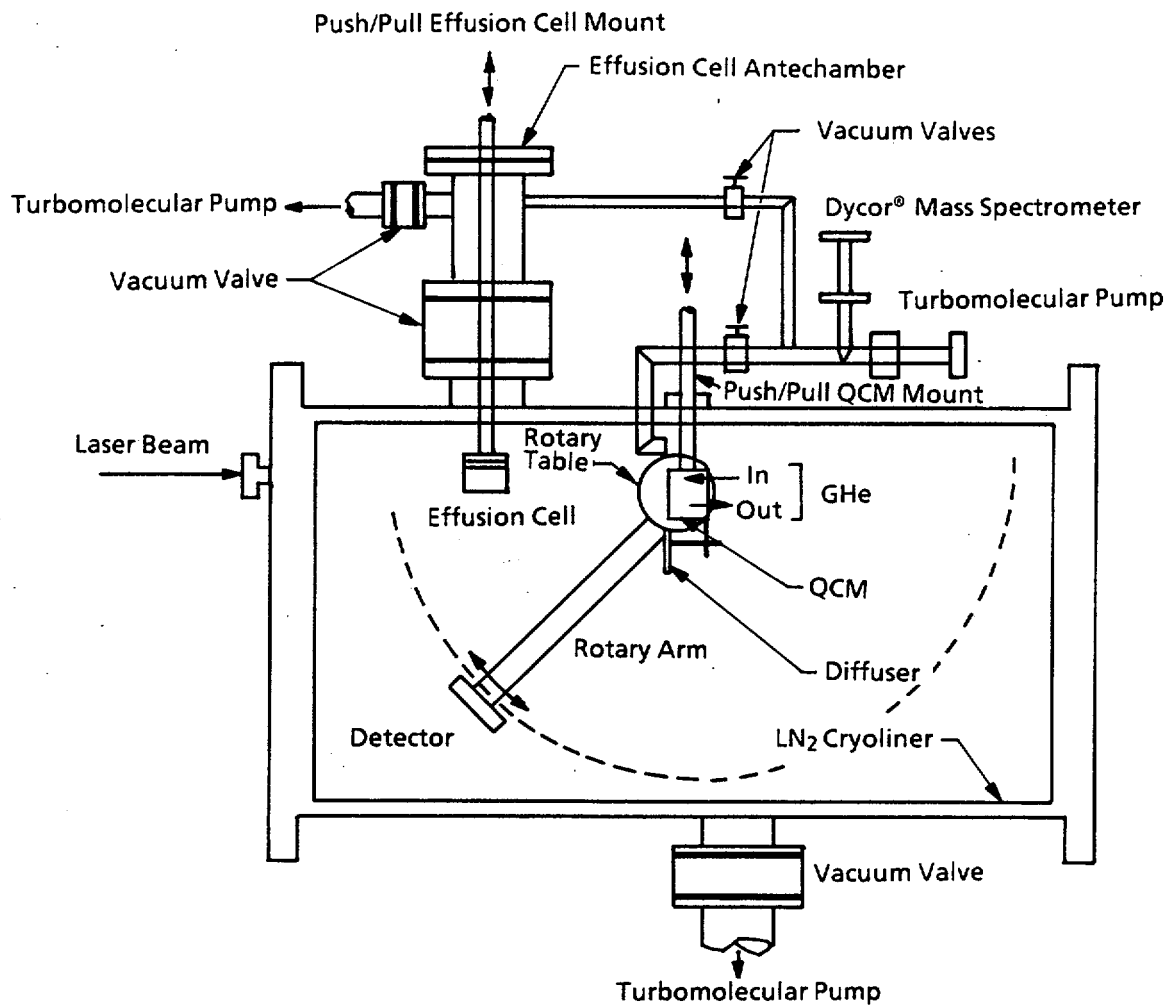 Push/Pull Effusion Cell Mount
Effusion Cell Antechamber
Vacuum Valves
Turbomolecular Pump
Dycor® Mass Spectrometer
Vacuum Valve
Turbomolecular Pump
Push/Pull QCM Mount
Laser Beam
Rotary
Table
In
Out
GHe
Effusion Cell
QCM
Rotary Arm
Diffuser
Detector
LN₂ Cryoliner
Vacuum Valve
Turbomolecular Pump